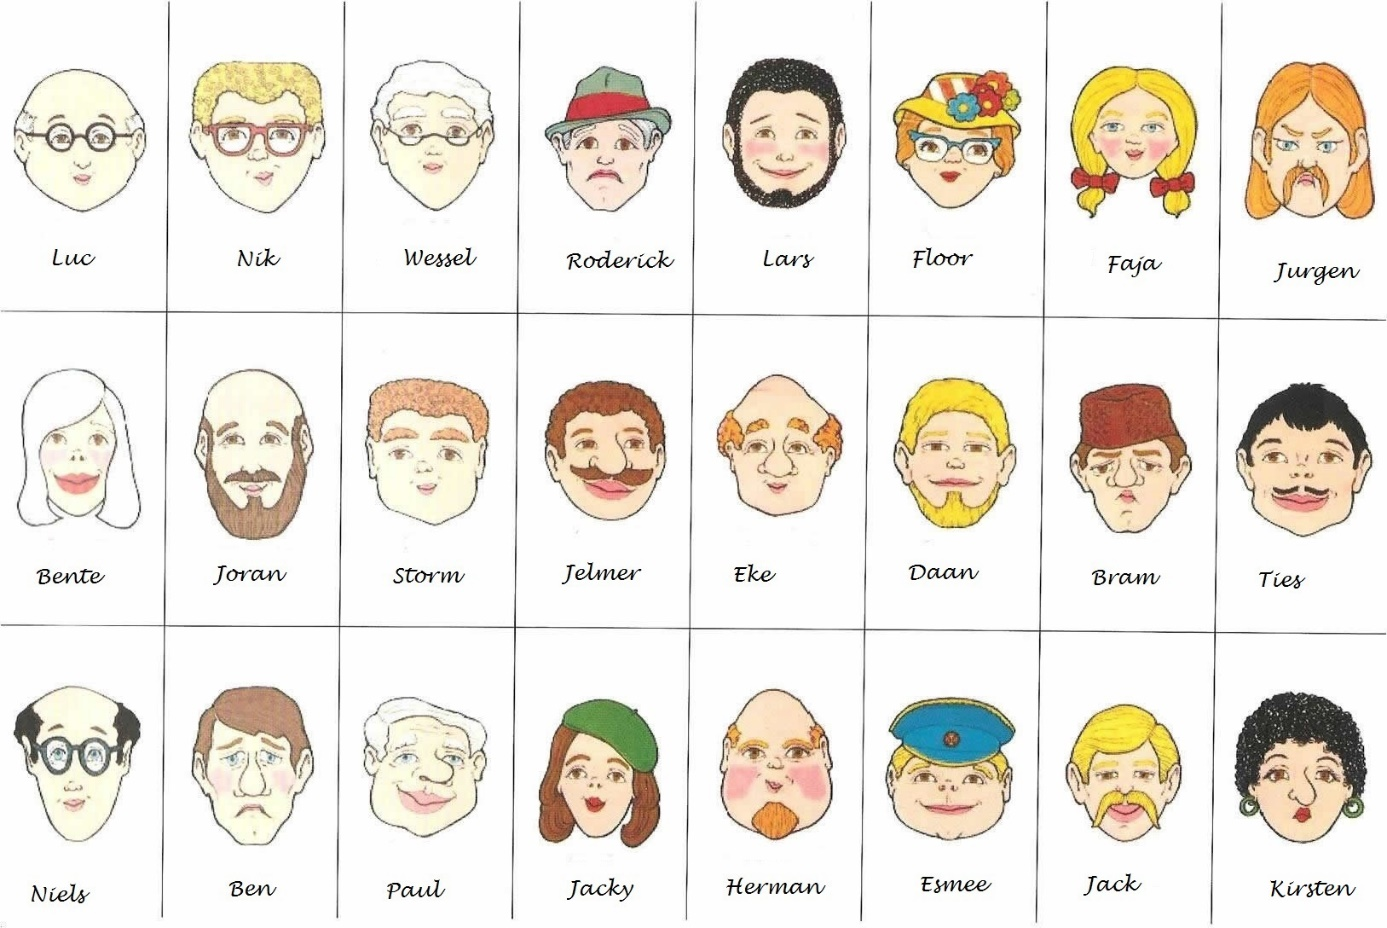 Luc
Nik
Wessel
Roderick
Lars
Floor
Faja
Jurgen
Bente
Joran
Storm
Jelmer
Eke
Daan
Bram
Ties
Niels
Ben
Paul
Jacky
Herman
Esmee
Jack
Kirsten